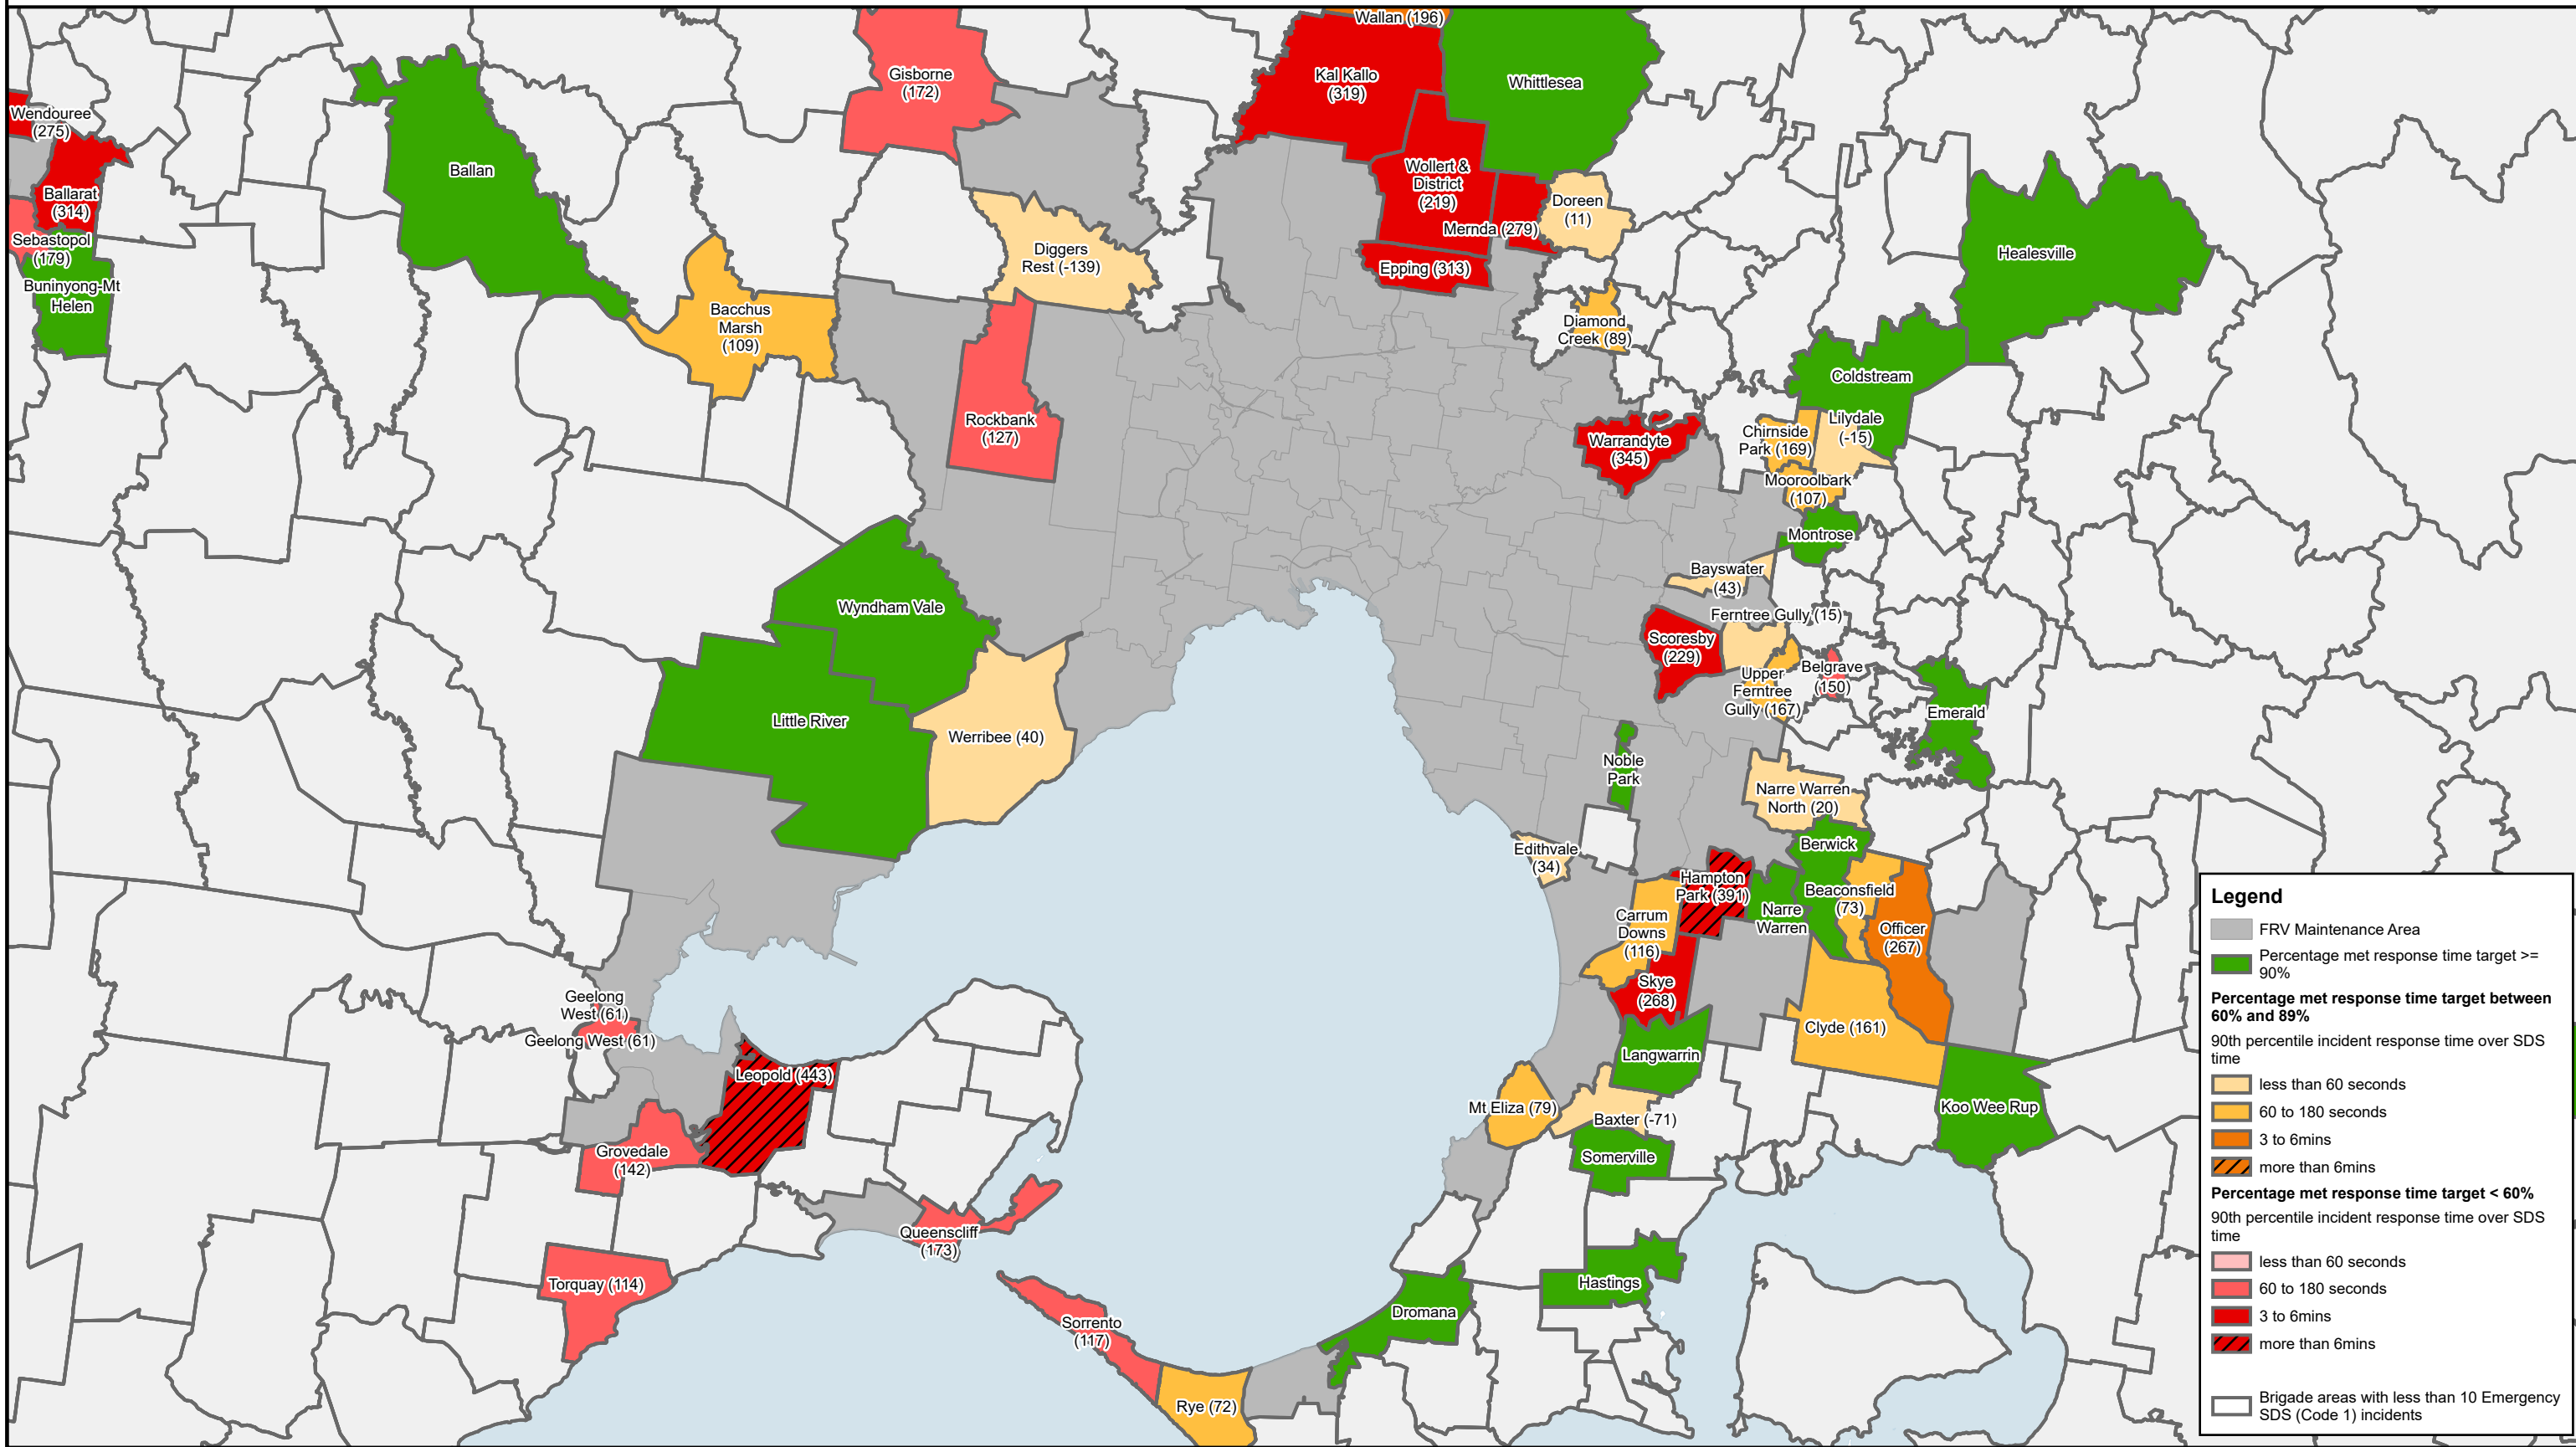 Wallan (196)
Gisborne
(172)
Kal Kallo
(319)
Whittlesea
Wendouree
(275)
Ballan
Wollert &
District
(219)
Ballarat
(314)
Doreen
(11)
Mernda (279)
Sebastopol
(179)
Diggers
Rest (-139)
Healesville
Epping (313)
Buninyong-Mt
Helen
Bacchus
Marsh
(109)
Diamond
Creek (89)
Coldstream
Rockbank
(127)
Lilydale
(-15)
Chirnside
Park (169)
Warrandyte
(345)
Mooroolbark
(107)
Montrose
Bayswater
(43)
Wyndham Vale
Ferntree Gully (15)
Scoresby
(229)
Belgrave
(150)
Upper
Ferntree
Gully (167)
Emerald
Little River
Werribee (40)
Noble
Park
Narre Warren
North (20)
Berwick
Edithvale
(34)
Hampton
Park (391)
Beaconsfield
(73)
Narre
Warren
Carrum
Downs
(116)
Officer
(267)
Skye
(268)
Geelong
West (61)
Clyde (161)
Geelong West (61)
Langwarrin
Leopold (443)
Mt Eliza (79)
Koo Wee Rup
Baxter (-71)
Grovedale
(142)
Somerville
Queenscliff
(173)
Torquay (114)
Hastings
Dromana
Sorrento
(117)
Rye (72)
Legend
FRV Maintenance Area
Percentage met response time target >=
90%
Percentage met response time target between
60% and 89%
90th percentile incident response time over SDS
time
less than 60 seconds
60 to 180 seconds
3 to 6mins
more than 6mins
Percentage met response time target < 60%
90th percentile incident response time over SDS
time
less than 60 seconds
60 to 180 seconds
3 to 6mins
more than 6mins
Brigade areas with less than 10 Emergency
SDS (Code 1) incidents